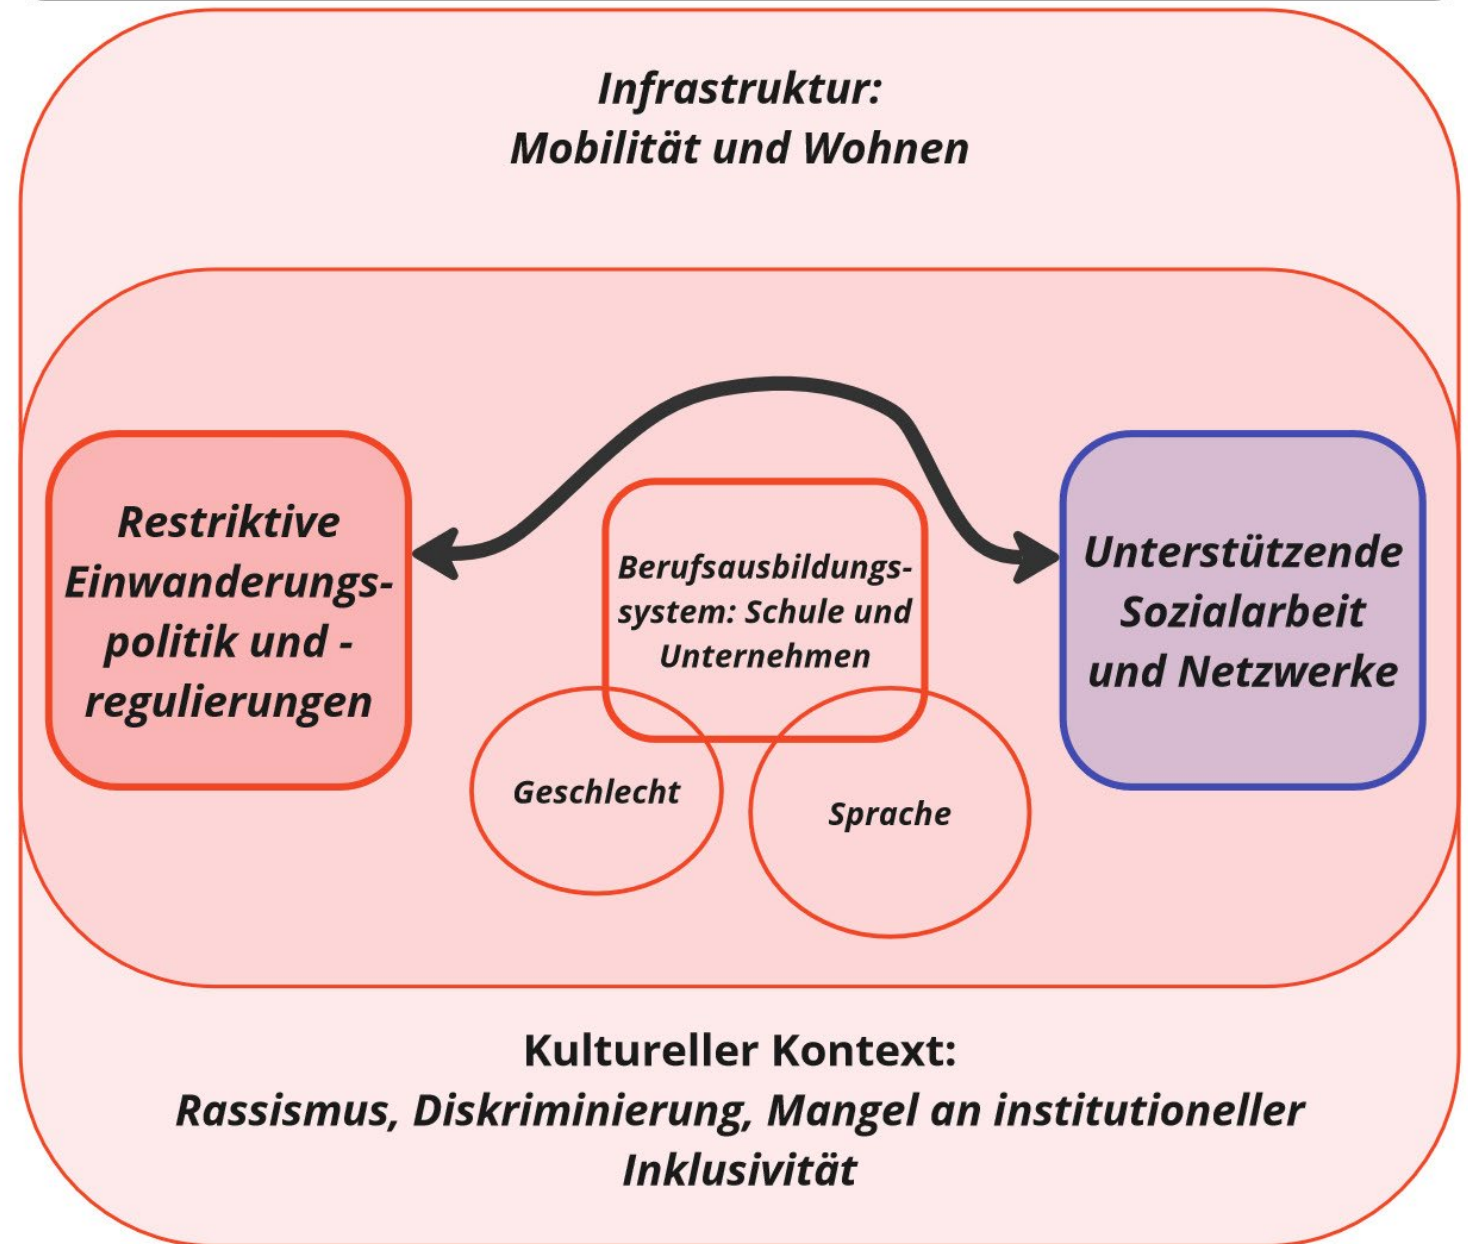 Infrastruktur:
Mobilität und Wohnen
Restriktive
Einwanderungs-
politik und -
regulierungen
Berufsausbildungs-
system: Schule und
Unternehmen
Unterstützende
Sozialarbeit
und Netzwerke
Geschlecht
Sprache
Kultureller Kontext:
Rassismus, Diskriminierung, Mangel an institutioneller
Inklusivität